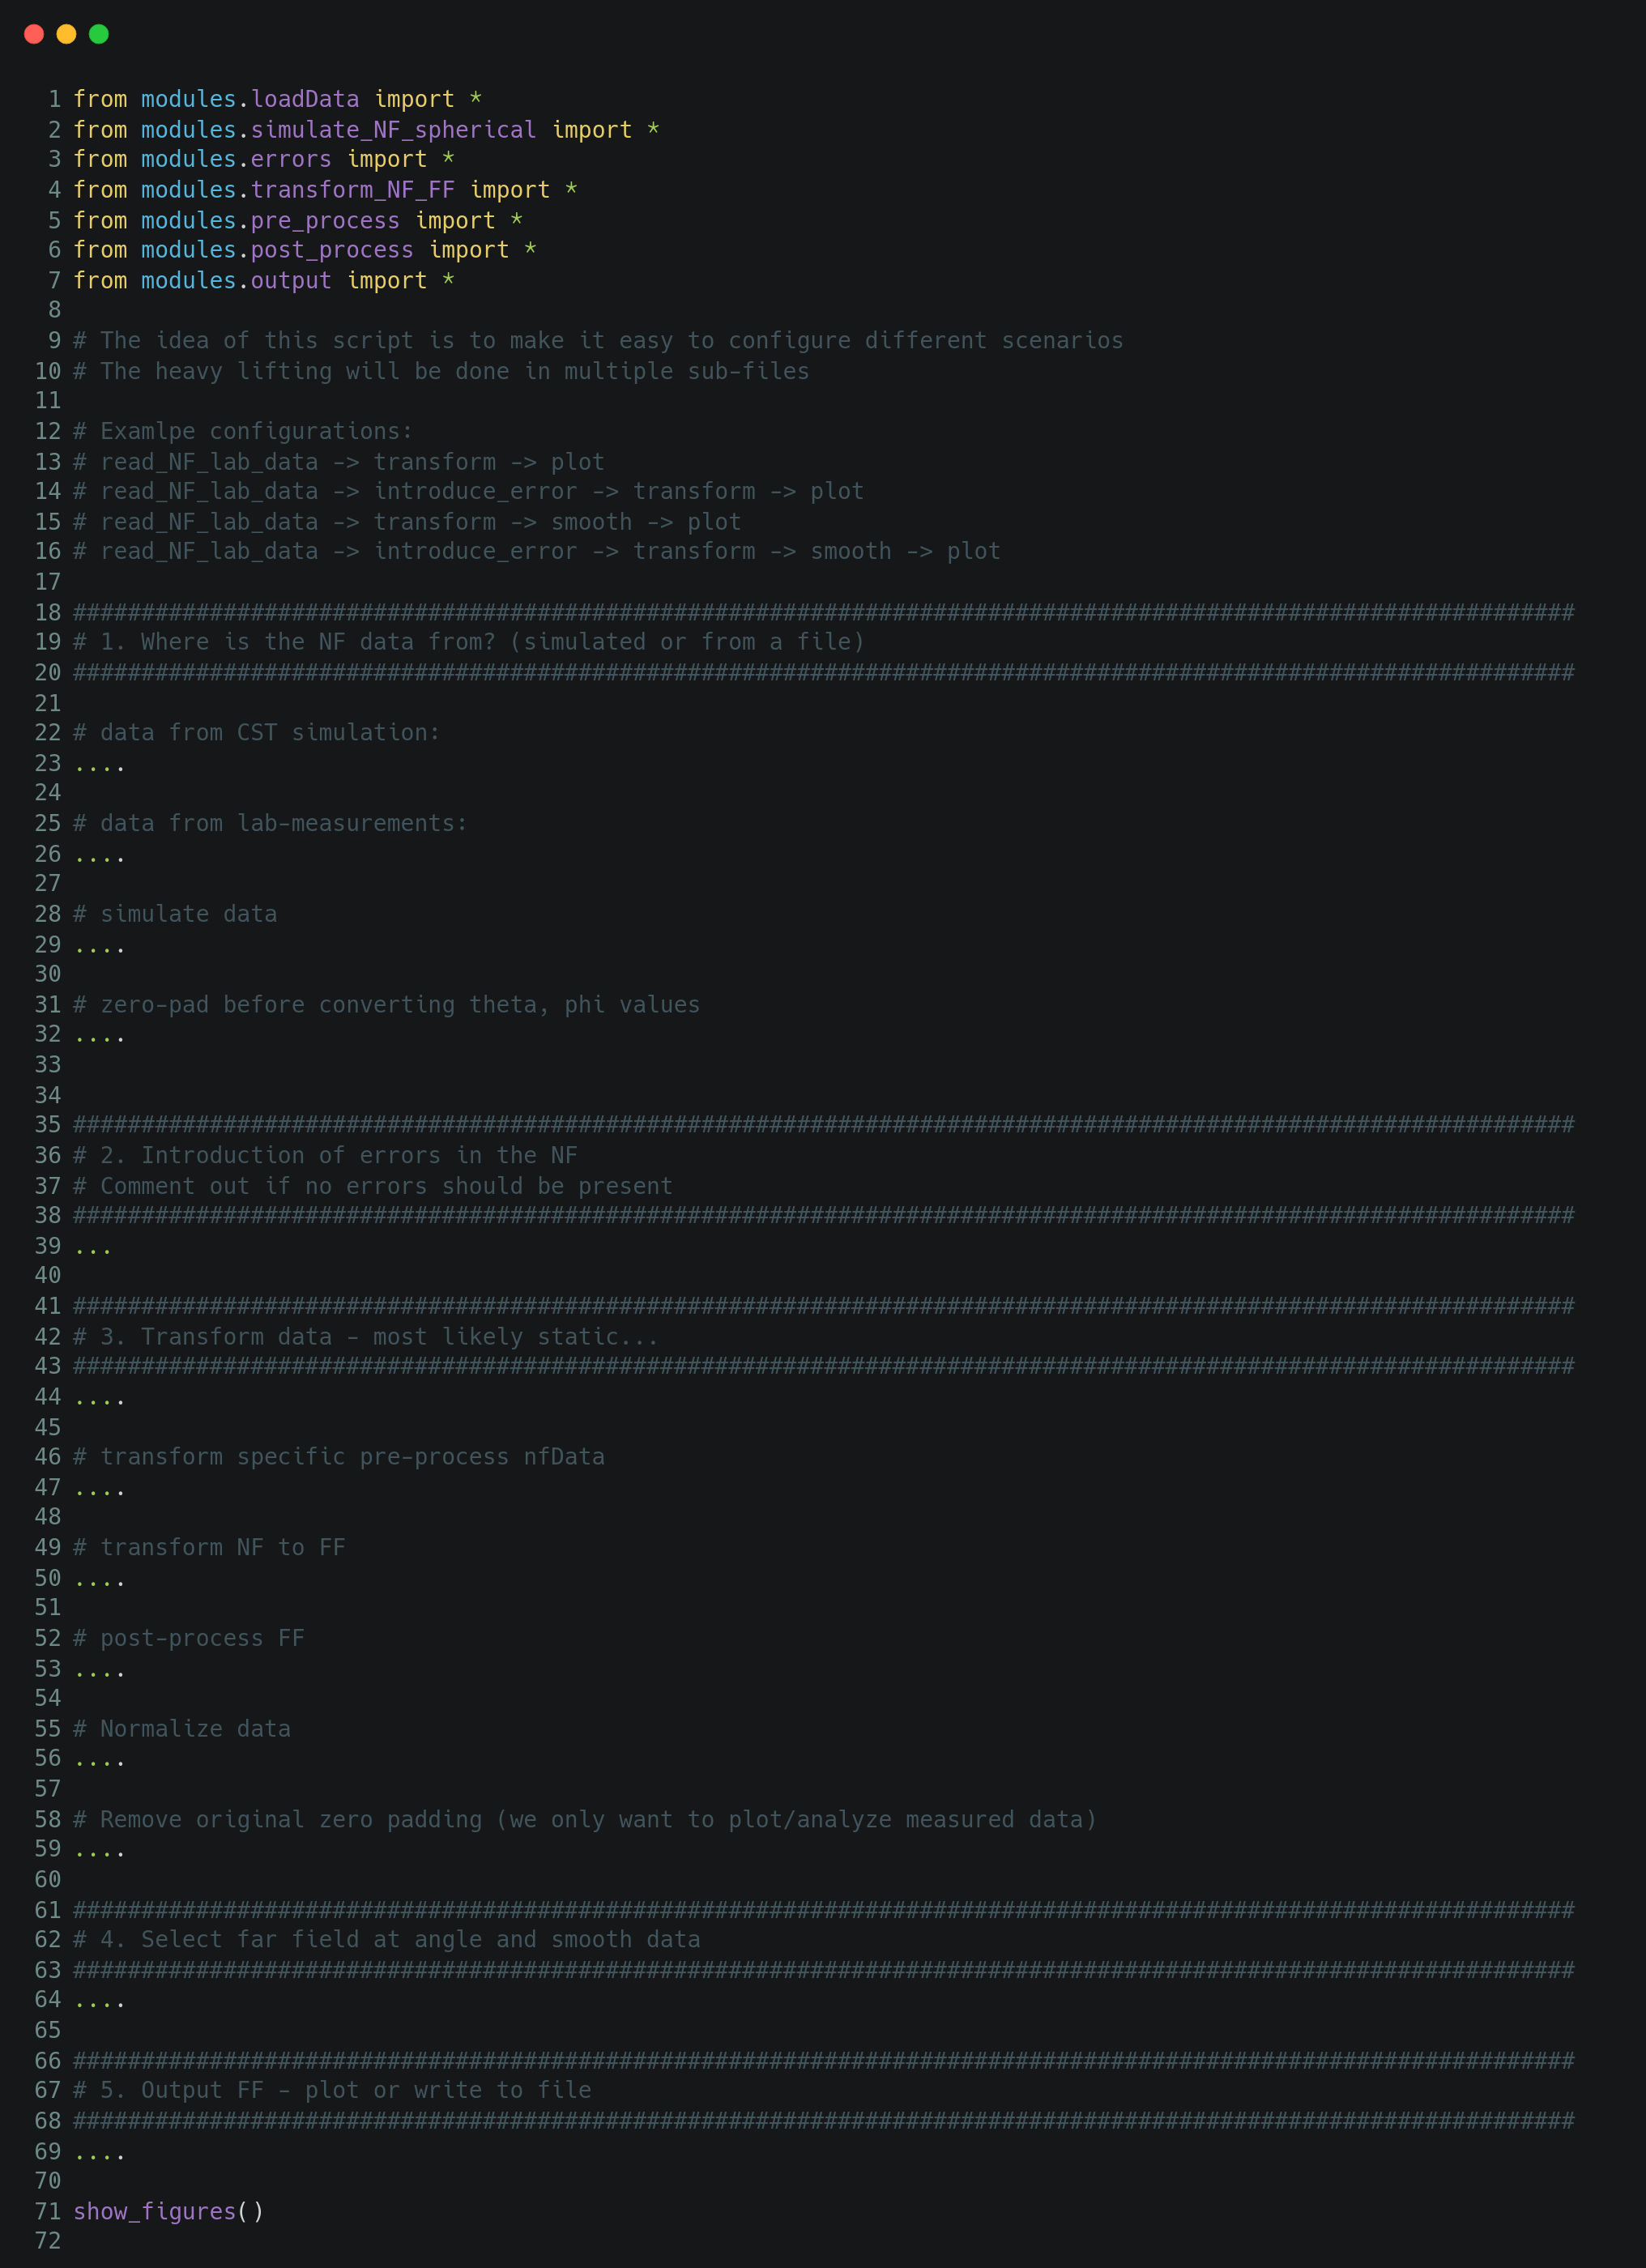 1 from modules.loadData import *
2 from modules.simulate_NF_spherical import *
3 from modules.errors import *
4 from modules.transform_NF_FF import *
5 from modules.pre_process import *
6 from modules.post_process import *
7 from modules.output import *
8
9 # The idea of this script is to make it easy to configure different scenarios
10 # The heavy lifting will be done in multiple sub-files
11
12 # Examlpe configurations:
13 # read_NF_lab_data -> transform -> plot
14 # read_NF_lab_data -> introduce_error -> transform -> plot
15 # read_NF_lab_data -> transform -> smooth -> plot
16 # read_NF_lab_data -> introduce_error -> transform -> smooth -> plot
17
18 ##############################################################################################################
19 # 1. Where is the NF data from? (simulated or from a file)
20 ##############################################################################################################
21
22 # data from CST simulation:
23 ....
24
25 # data from lab-measurements:
26 ....
27
28 # simulate data
29 ....
30
31 # zero-pad before converting theta, phi values
32 ....
33
34
35 ##############################################################################################################
36 # 2. Introduction of errors in the NF
37 # Comment out if no errors should be present
38 ##############################################################################################################
39 ...
40
41 ##############################################################################################################
42 # 3. Transform data - most likely static...
43 ##############################################################################################################
44 ....
45
46 # transform specific pre-process nfData
47 ....
48
49 # transform NF to FF
50 ....
51
52 # post-process FF
53 ....
54
55 # Normalize data
56 ....
57
58 # Remove original zero padding (we only want to plot/analyze measured data)
59 ....
60
61 ##############################################################################################################
62 # 4. Select far field at angle and smooth data
63 ##############################################################################################################
64 ....
65
66 ##############################################################################################################
67 # 5. Output FF - plot or write to file
68 ##############################################################################################################
69 ....
70
71 show_figures()
72